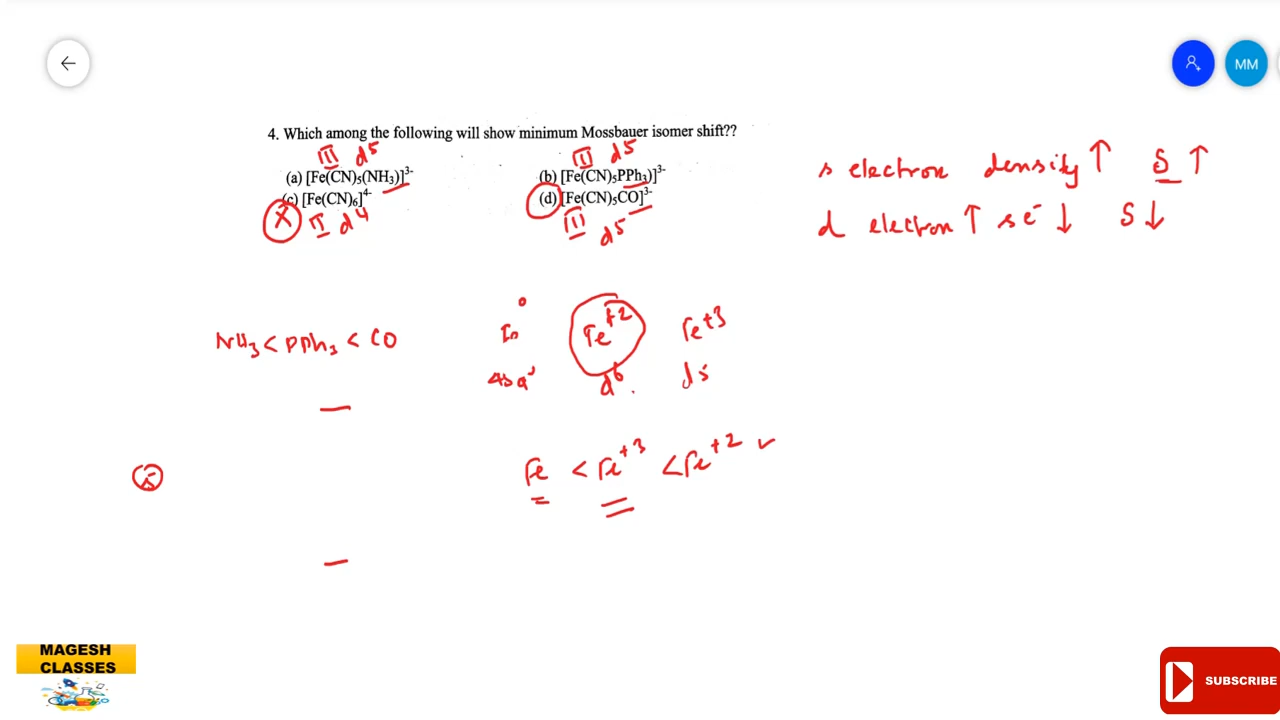 MM
4. Which among the following will show minimum Mossbauer isomer shift??
III d5
II d5
(a) [Fe(CN)5(NH3)]3-
(b) [Fe(CN)5PPh3)]3-
(c) [Fe(CN)6]4-
(d) [Fe(CN)5CO]3-
X II d4
III d5
s electron density ↑ δ ↑
d electron ↑ s e- ↓ δ ↓
NH3 < PPh3 < CO
Fe+2 Fe+3
d6 d5
Fe < Fe+3 < Fe+2 ✓
MAGESH
CLASSES
SUBSCRIBE